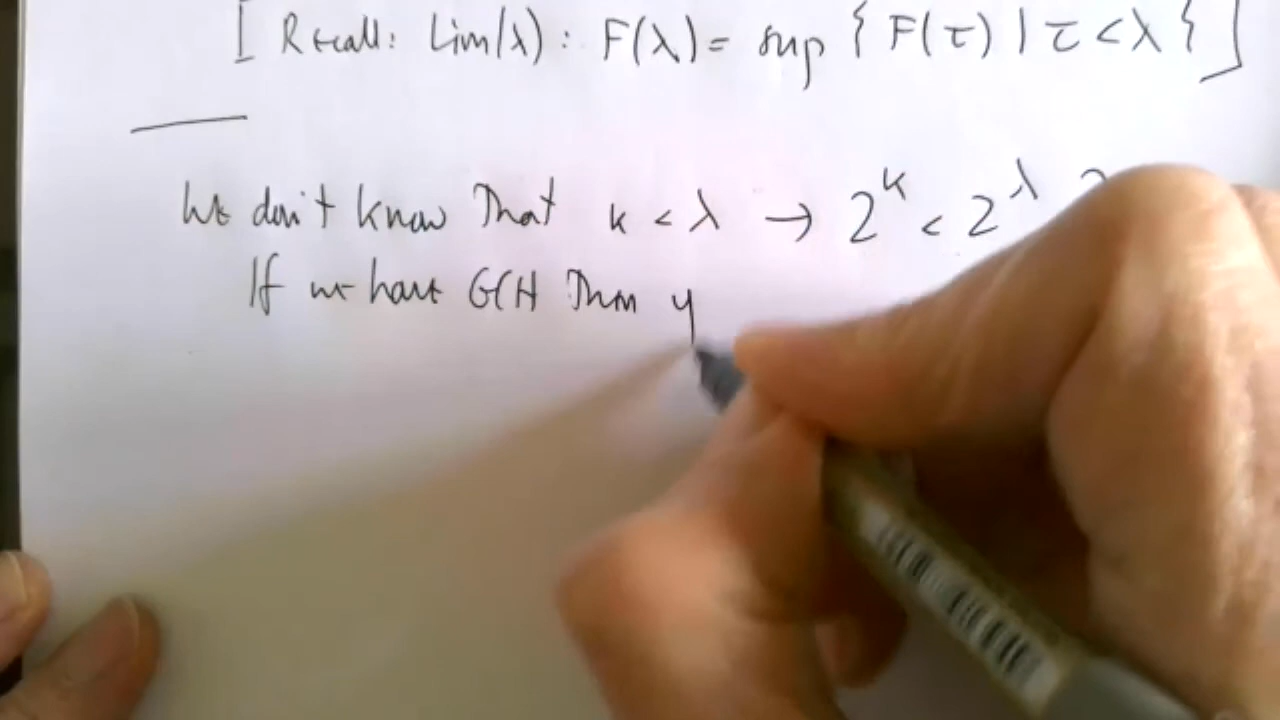 [ Recall: Lim(λ): F(λ) = sup { F(τ) | τ < λ } ]
We don't know That κ < λ → 2^κ < 2^λ ?
If we have GCH Then y